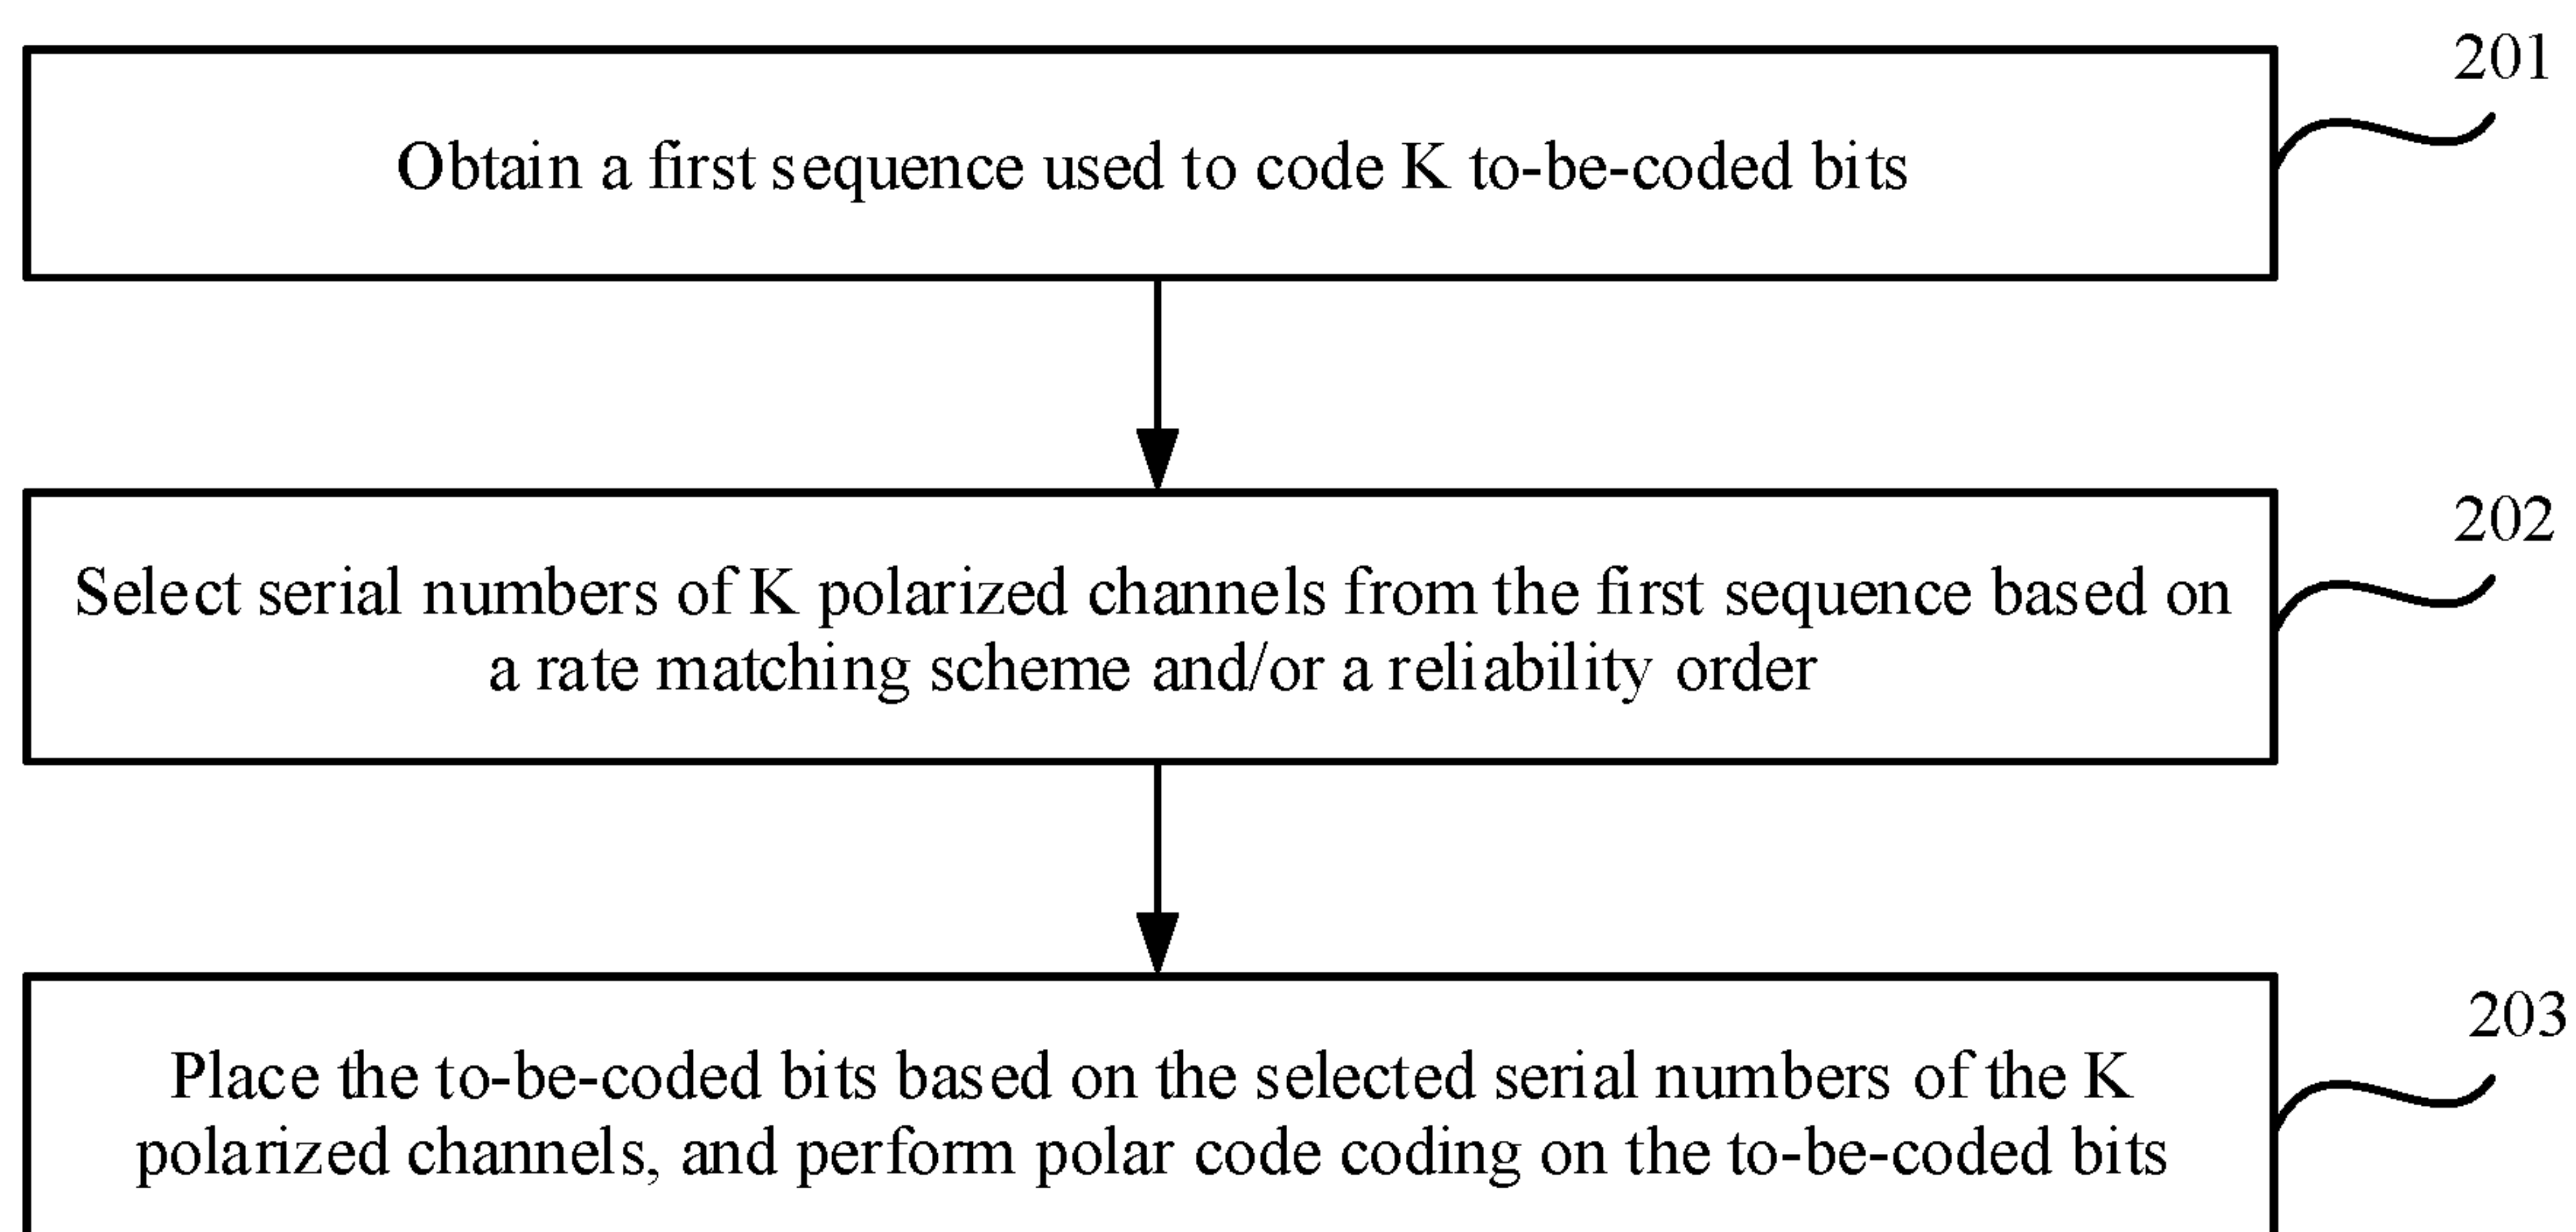 201
Obtain a first sequence used to code K to-be-coded bits
202
Select serial numbers of K polarized channels from the first sequence based on
a rate matching scheme and/or a reliability order
203
Place the to-be-coded bits based on the selected serial numbers of the K
polarized channels, and perform polar code coding on the to-be-coded bits